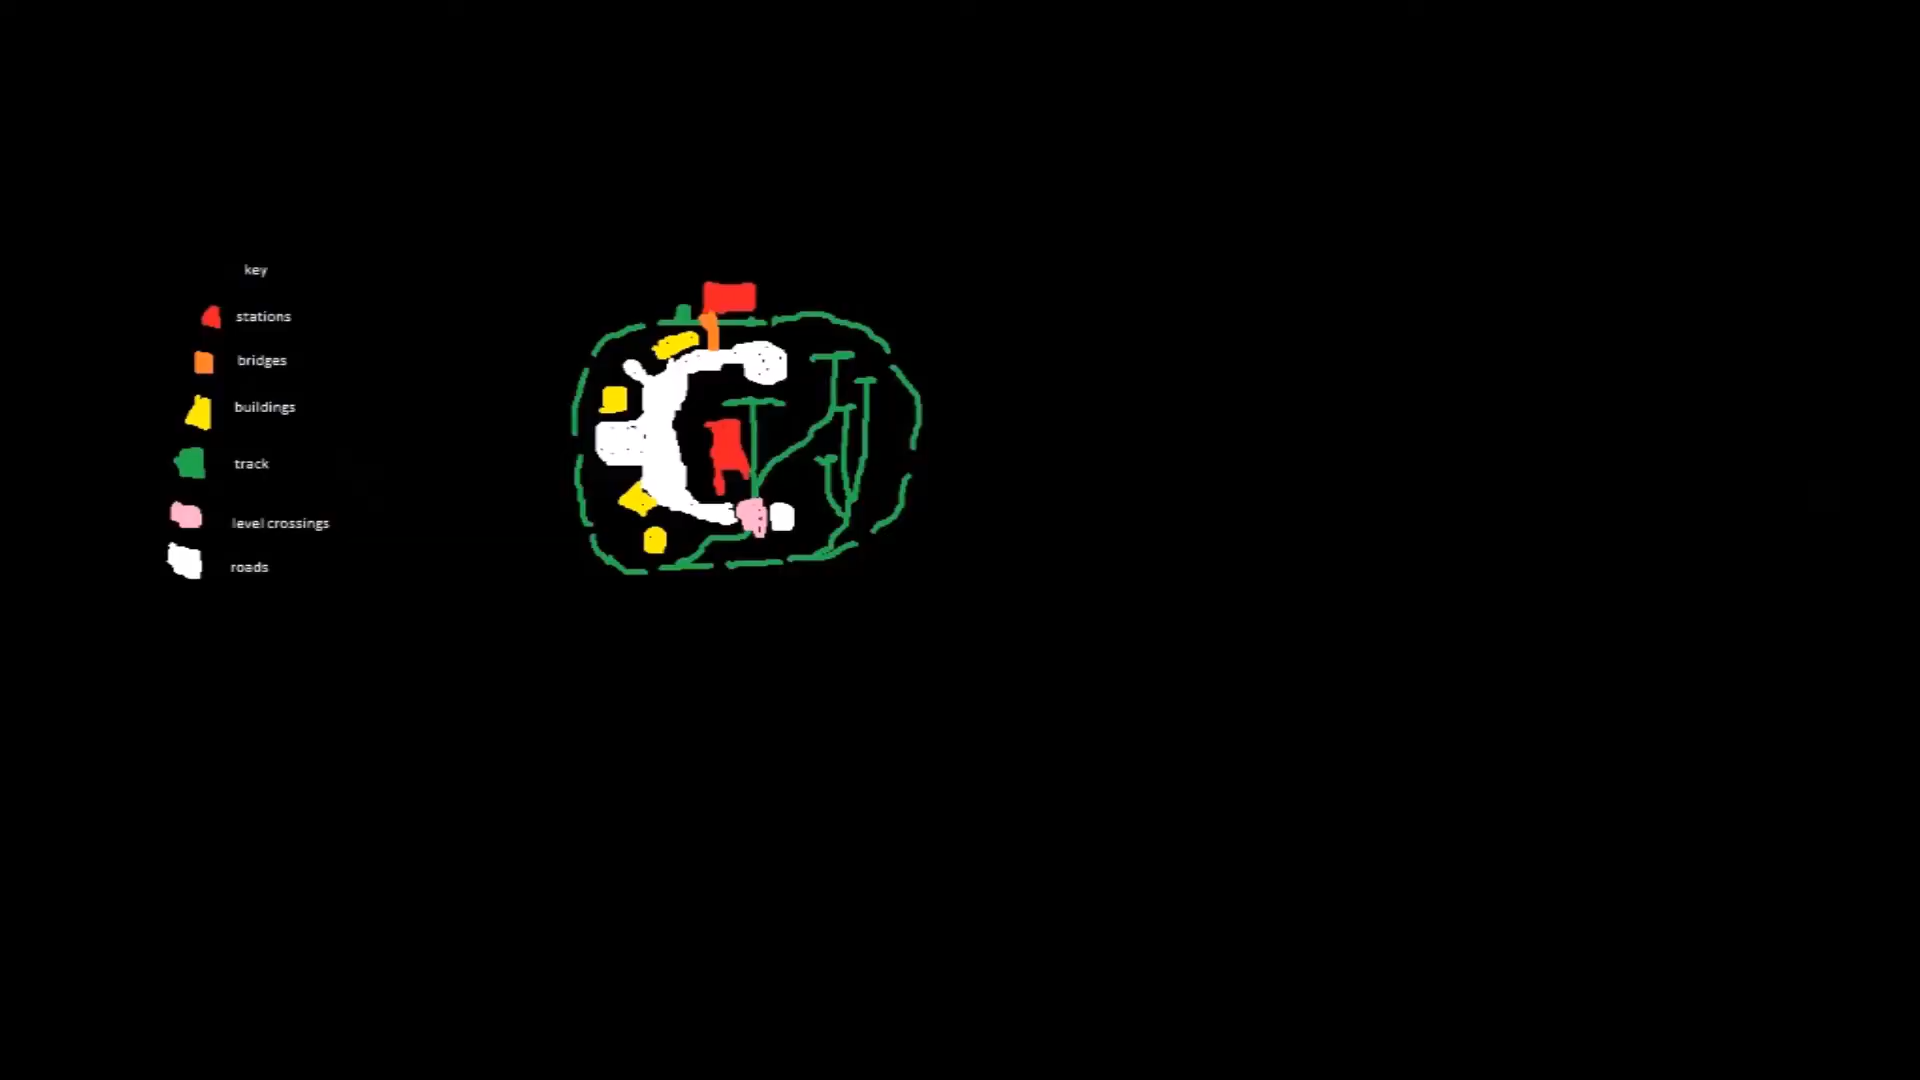 key
stations
bridges
buildings
track
level crossings
roads